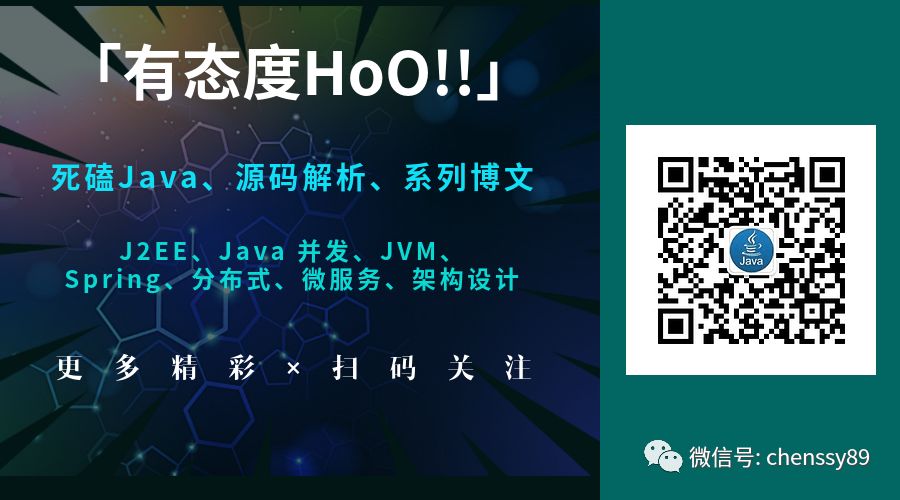 「有态度HoO!!」
死磕Java、源码解析、系列博文
J2EE、Java 并发、JVM、
Spring、分布式、微服务、架构设计
更多精彩×扫码关注
Java
微信号: chenssy89